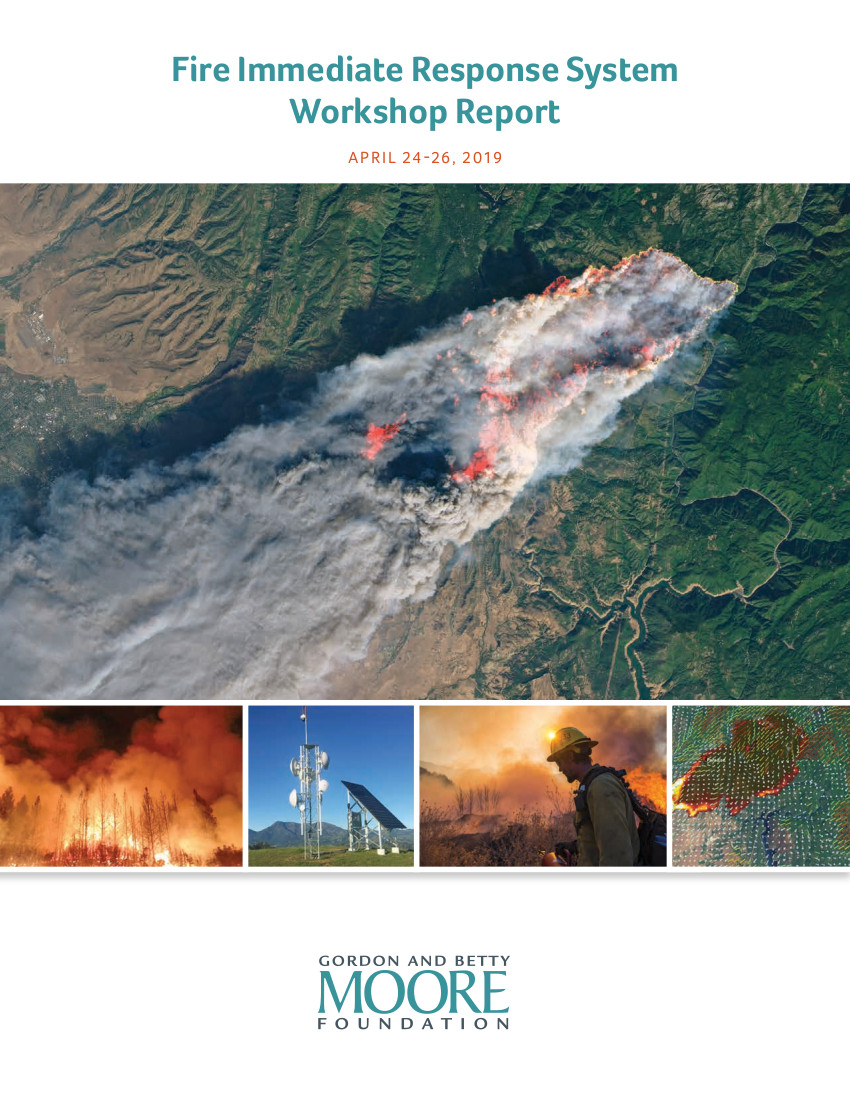 Fire Immediate Response System
Workshop Report
APRIL 24-26, 2019
GORDON AND BETTY
MOORE
FOUNDATION